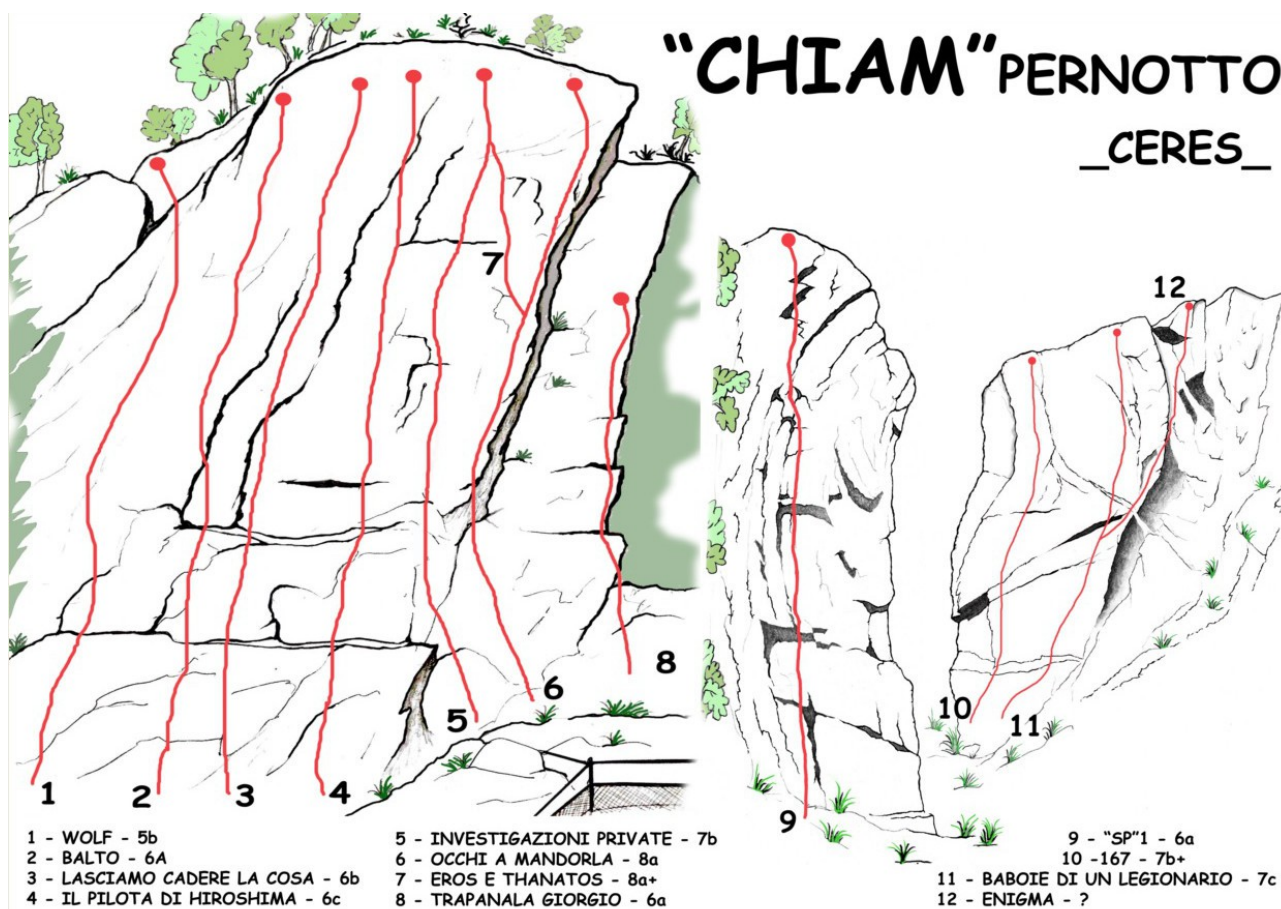 “CHIAM” PERNOTTO
_CERES_
7
12
8
6
5
10
11
1
2
3
4
9
1 - WOLF - 5b
2 - BALTO - 6A
3 - LASCIAMO CADERE LA COSA - 6b
4 - IL PILOTA DI HIROSHIMA - 6c
5 - INVESTIGAZIONI PRIVATE - 7b
6 - OCCHI A MANDORLA - 8a
7 - EROS E THANATOS - 8a+
8 - TRAPANALA GIORGIO - 6a
9 - “SP”1 - 6a
10 -167 - 7b+
11 - BABOIE DI UN LEGIONARIO - 7c
12 - ENIGMA - ?